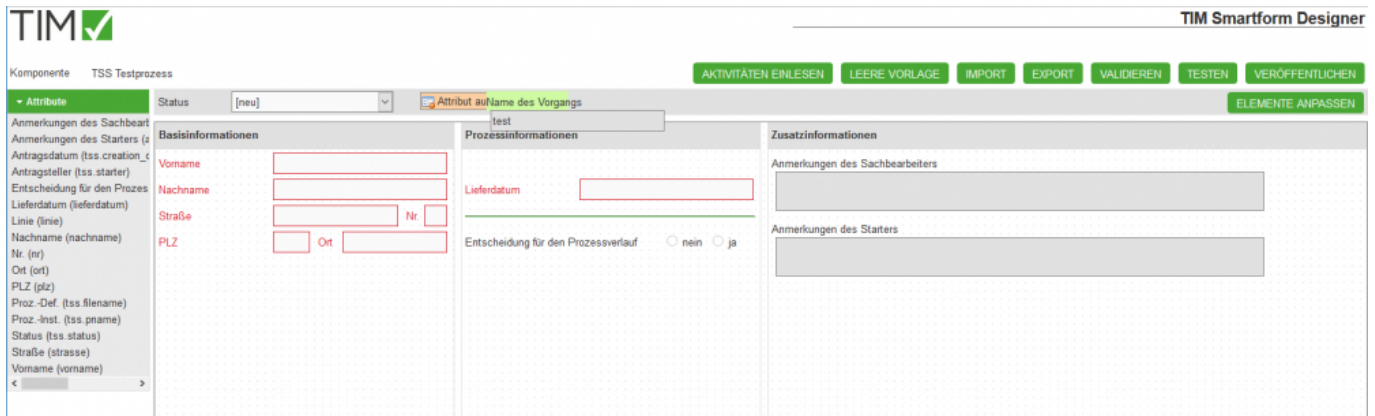 TIM
TIM Smartform Designer
Komponente TSS Testprozess
AKTIVITÄTEN EINLESEN LEERE VORLAGE IMPORT EXPORT VALIDIEREN TESTEN VERÖFFENTLICHEN
Attribute
Status [neu] Attribut au Name des Vorgangs ELEMENTE ANPASSEN
test
Anmerkungen des Sachbeart
Anmerkungen des Starters (a
Antragsdatum (tss.creation_d
Antragsteller (tss.starter)
Entscheidung für den Prozes
Lieferdatum (lieferdatum)
Linie (linie)
Nachname (nachname)
Nr. (nr)
Ort (ort)
PLZ (plz)
Proz.-Def. (tss.filename)
Proz.-Inst. (tss.pname)
Status (tss.status)
Straße (strasse)
Vorname (vorname)
Basisinformationen
Vorname
Nachname
Straße Nr.
PLZ Ort
Prozessinformationen
Lieferdatum
Entscheidung für den Prozessverlauf nein ja
Zusatzinformationen
Anmerkungen des Sachbearbeiters
Anmerkungen des Starters